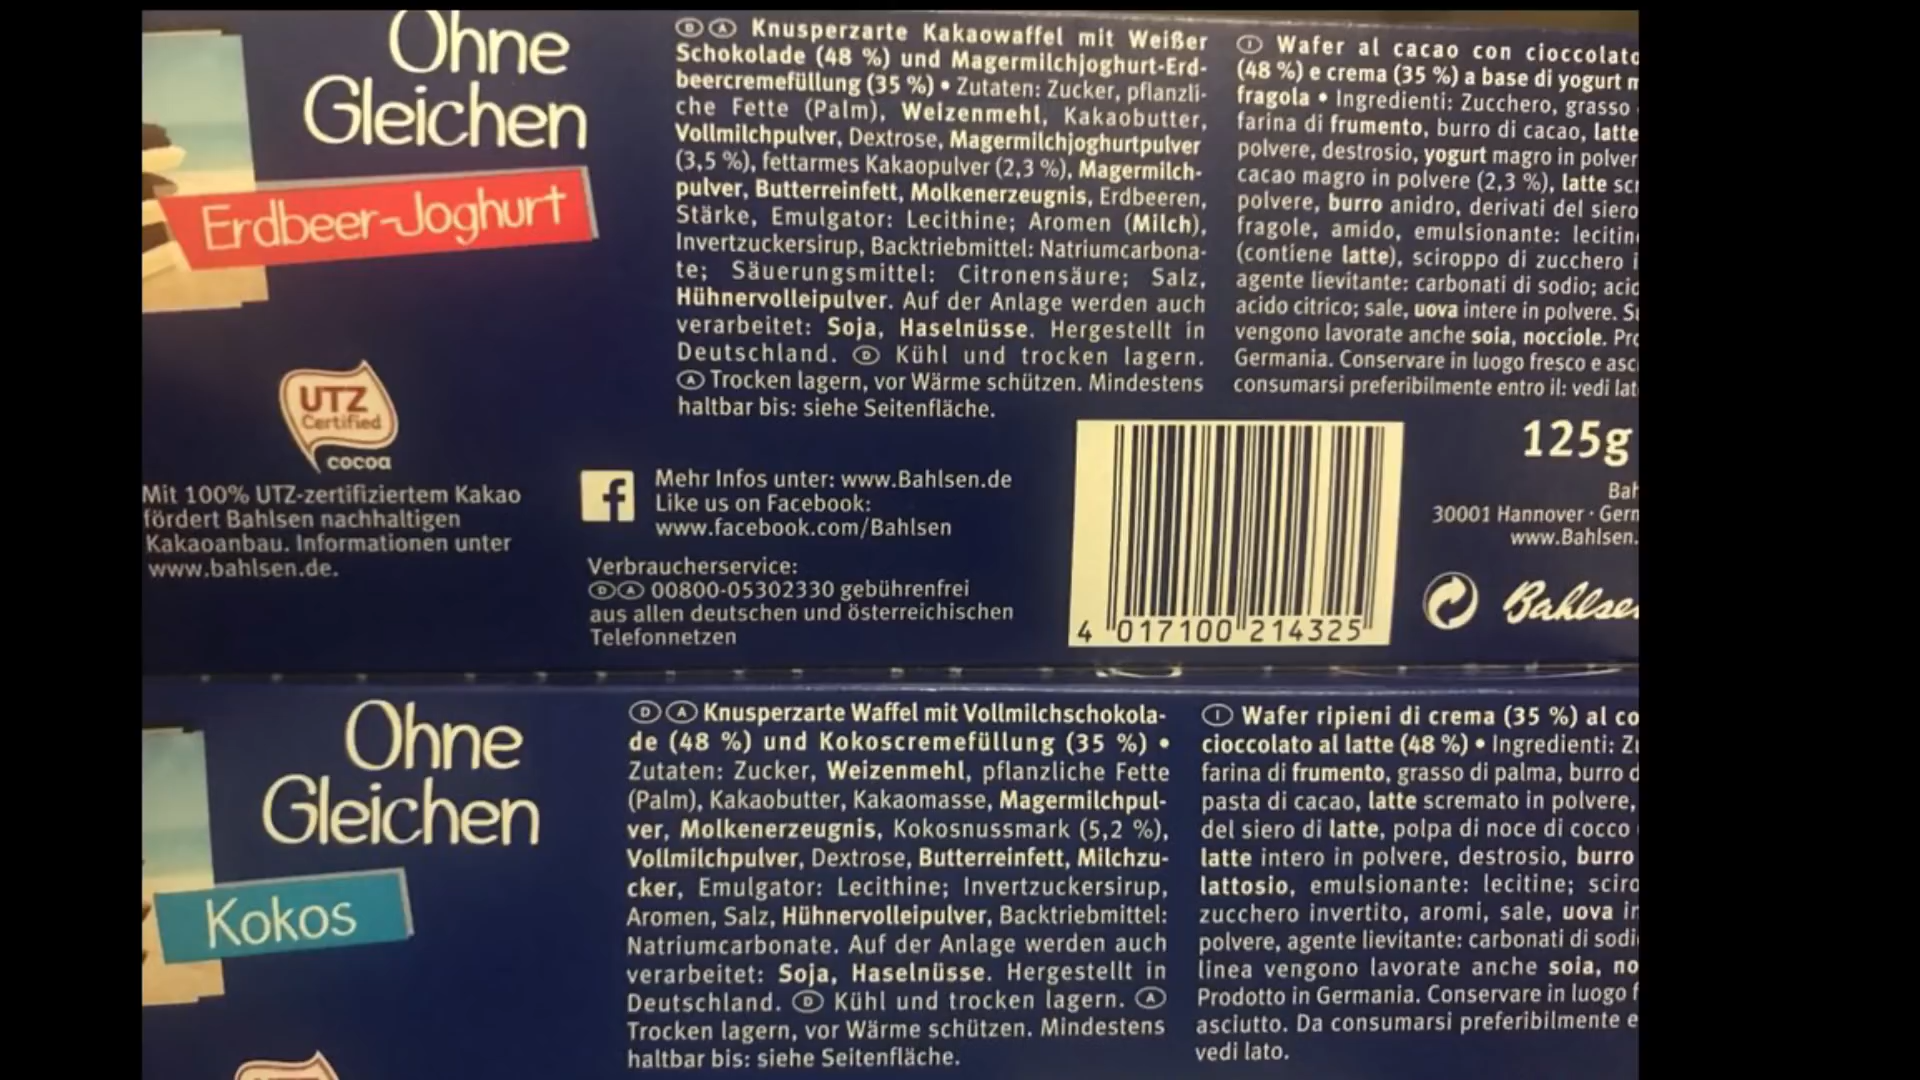 Ohne
Gleichen
Erdbeer-Joghurt
UTZ
Certified
cocoa
Mit 100% UTZ-zertifiziertem Kakao
fördert Bahlsen nachhaltigen
Kakaoanbau. Informationen unter
www.bahlsen.de.
D A Knusperzarte Kakaowaffel mit Weißer
Schokolade (48 %) und Magermilchjoghurt-Erd-
beercremefüllung (35 %) • Zutaten: Zucker, pflanzli-
che Fette (Palm), Weizenmehl, Kakaobutter,
Vollmilchpulver, Dextrose, Magermilchjoghurtpulver
(3,5 %), fettarmes Kakaopulver (2,3 %), Magermilch-
pulver, Butterreinfett, Molkenerzeugnis, Erdbeeren,
Stärke, Emulgator: Lecithine; Aromen (Milch),
Invertzuckersirup, Backtriebmittel: Natriumcarbona-
te; Säuerungsmittel: Citronensäure; Salz,
Hühnervolleipulver. Auf der Anlage werden auch
verarbeitet: Soja, Haselnüsse. Hergestellt in
Deutschland. D Kühl und trocken lagern.
A Trocken lagern, vor Wärme schützen. Mindestens
haltbar bis: siehe Seitenfläche.
f
Mehr Infos unter: www.Bahlsen.de
Like us on Facebook:
www.facebook.com/Bahlsen
Verbraucherservice:
D A 00800-05302330 gebührenfrei
aus allen deutschen und österreichischen
Telefonnetzen
I Wafer al cacao con cioccolato
(48 %) e crema (35 %) a base di yogurt
fragola • Ingredienti: Zucchero, grasso
farina di frumento, burro di cacao, latte
polvere, destrosio, yogurt magro in
cacao magro in polvere (2,3 %), latte
polvere, burro anidro, derivati del siero
fragole, amido, emulsionante:
(contiene latte), sciroppo di zucchero
agente lievitante: carbonati di sodio;
acido citrico; sale, uova intere in polvere.
vengono lavorate anche soia, nocciole.
Germania. Conservare in luogo fresco e
consumarsi preferibilmente entro il: vedi
125g
30001 Hannover ·
www.Bahlsen.
4 017100 214325
Ohne
Gleichen
Kokos
D A Knusperzarte Waffel mit Vollmilchschokola-
de (48 %) und Kokoscremefüllung (35 %) •
Zutaten: Zucker, Weizenmehl, pflanzliche Fette
(Palm), Kakaobutter, Kakaomasse, Magermilchpul-
ver, Molkenerzeugnis, Kokosnussmark (5,2 %),
Vollmilchpulver, Dextrose, Butterreinfett, Milchzu-
cker, Emulgator: Lecithine; Invertzuckersirup,
Aromen, Salz, Hühnervolleipulver, Backtriebmittel:
Natriumcarbonate. Auf der Anlage werden auch
verarbeitet: Soja, Haselnüsse. Hergestellt in
Deutschland. D Kühl und trocken lagern. A
Trocken lagern, vor Wärme schützen. Mindestens
haltbar bis: siehe Seitenfläche.
I Wafer ripieni di crema (35 %) al
cioccolato al latte (48 %) • Ingredienti:
farina di frumento, grasso di palma, burro
pasta di cacao, latte scremato in polvere,
del siero di latte, polpa di noce di cocco
latte intero in polvere, destrosio, burro
lattosio, emulsionante: lecitine;
zucchero invertito, aromi, sale, uova
polvere, agente lievitante: carbonati di
linea vengono lavorate anche soia,
Prodotto in Germania. Conservare in luogo
asciutto. Da consumarsi preferibilmente
vedi lato.